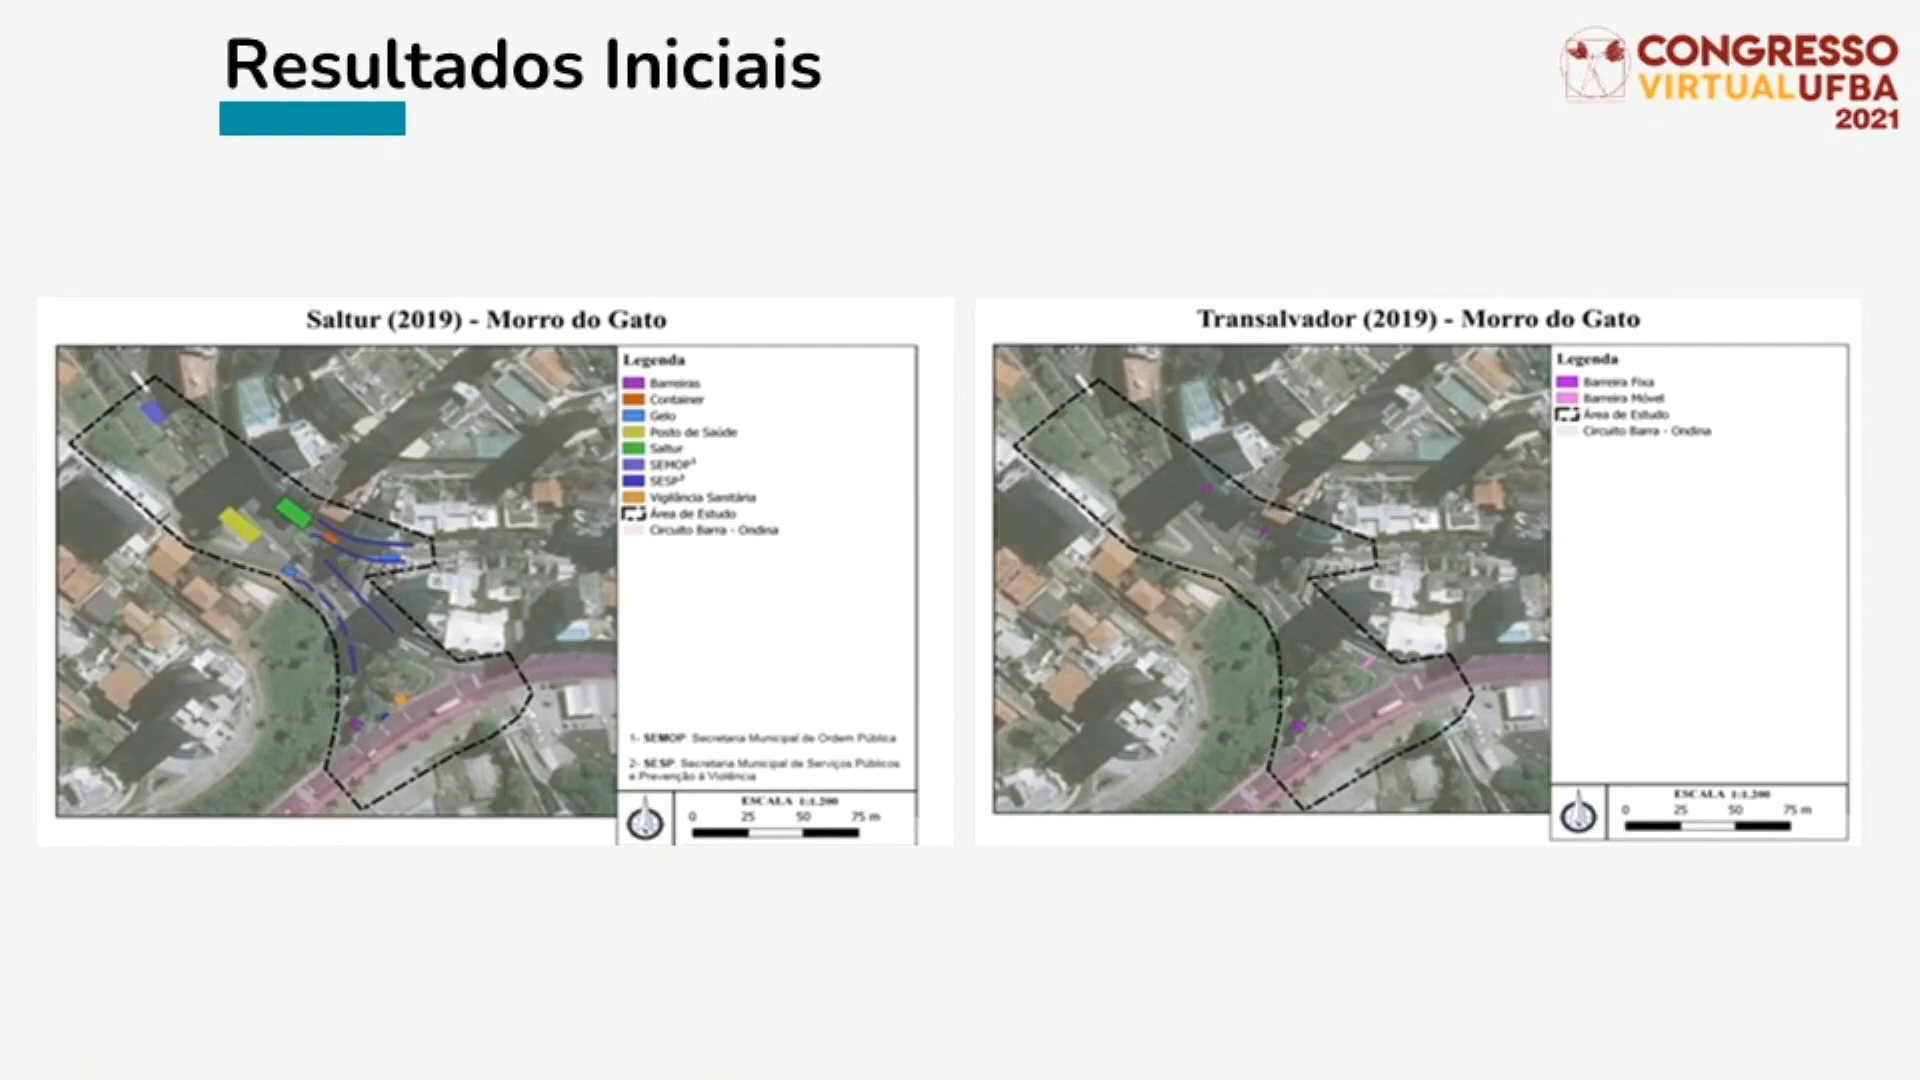 Resultados Iniciais
CONGRESSO
VIRTUALUFBA
2021
Saltur (2019) - Morro do Gato
Legenda
Barreiras
Container
Gelo
Posto de Saúde
Saltur
SEMOP¹
SESP²
Vigilância Sanitária
Área de Estudo
Circuito Barra - Ondina
1- SEMOP: Secretaria Municipal de Ordem Pública
2- SESP: Secretaria Municipal de Serviços Públicos
e Prevenção à Violência
ESCALA 1:1.200
0 25 50 75 m
Transalvador (2019) - Morro do Gato
Legenda
Barreira Fixa
Barreira Móvel
Área de Estudo
Circuito Barra - Ondina
ESCALA 1:1.200
0 25 50 75 m